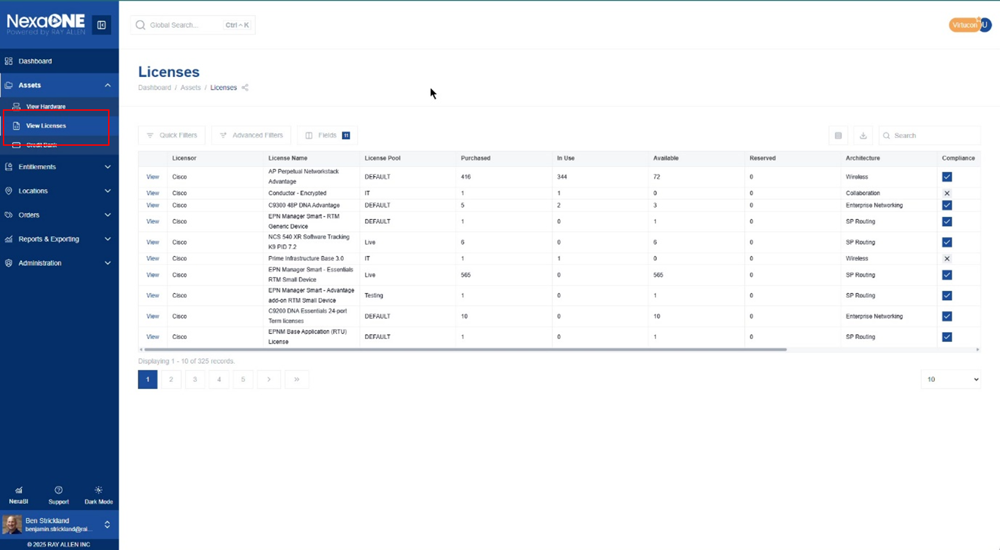 NexaONE
Powered by RAY ALLEN
Global Search...
Ctrl ^ K
Virtucon
U
Dashboard
Assets
View Hardware
View Licenses
Credit Bank
Entitlements
Locations
Orders
Reports & Exporting
Administration
NexaBI
Support
Dark Mode
Ben Strickland
benjamin.strickland@rai...
© 2025 RAY ALLEN INC
Licenses
Dashboard / Assets / Licenses
Quick Filters
Advanced Filters
Fields 11
Search
Licensor License Name License Pool Purchased In Use Available Reserved Architecture Compliance
View Cisco AP Perpetual Networkstack Advantage DEFAULT 416 344 72 0 Wireless
View Cisco Conductor - Encrypted IT 1 1 0 0 Collaboration
View Cisco C9300 48P DNA Advantage DEFAULT 5 2 3 0 Enterprise Networking
View Cisco EPN Manager Smart - RTM Generic Device DEFAULT 1 0 1 0 SP Routing
View Cisco NCS 540 XR Software Tracking K9 PID 7.2 Live 6 0 6 0 SP Routing
View Cisco Prime Infrastructure Base 3.0 IT 1 1 0 0 Wireless
View Cisco EPN Manager Smart - Essentials RTM Small Device Live 565 0 565 0 SP Routing
View Cisco EPN Manager Smart - Advantage add-on RTM Small Device Testing 1 0 1 0 SP Routing
View Cisco C9200 DNA Essentials 24-port Term licenses DEFAULT 10 0 10 0 Enterprise Networking
View Cisco EPNM Base Application (RTU) License DEFAULT 1 0 1 0 SP Routing
Displaying 1 - 10 of 325 records.
1 2 3 4 5 > »
10